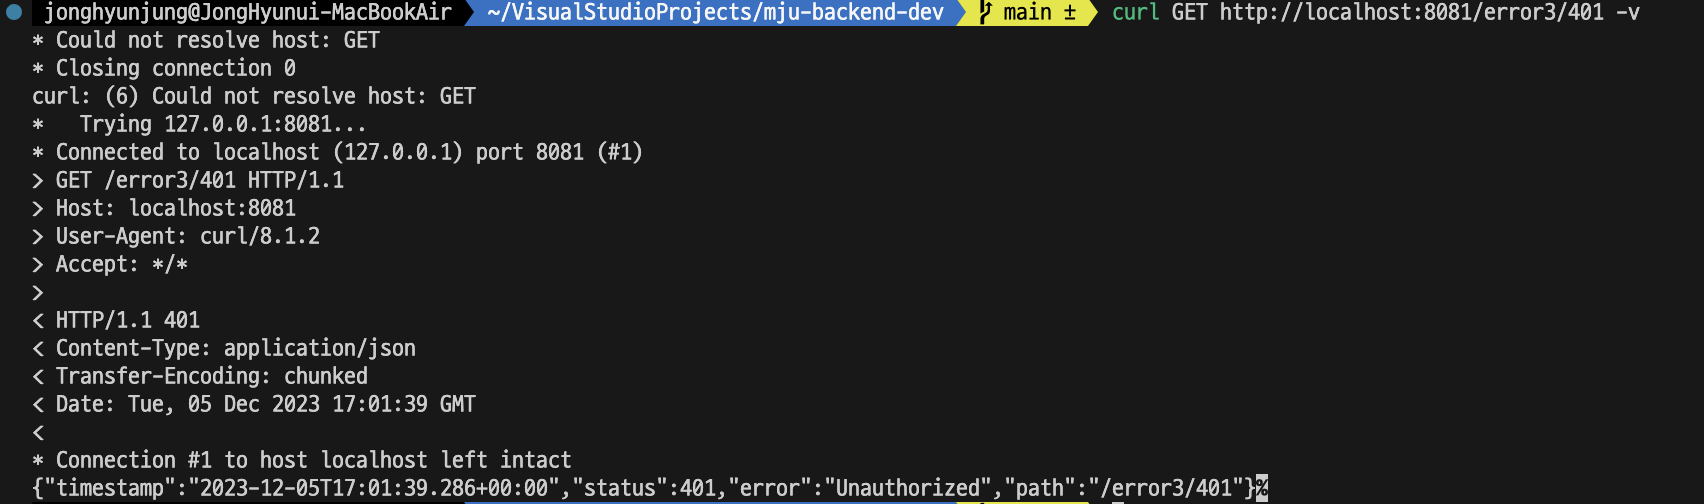 jonghyunjung@JongHyunui-MacBookAir ~/VisualStudioProjects/mju-backend-dev main ± curl GET http://localhost:8081/error3/401 -v
* Could not resolve host: GET
* Closing connection 0
curl: (6) Could not resolve host: GET
*   Trying 127.0.0.1:8081...
* Connected to localhost (127.0.0.1) port 8081 (#1)
> GET /error3/401 HTTP/1.1
> Host: localhost:8081
> User-Agent: curl/8.1.2
> Accept: */*
>
< HTTP/1.1 401
< Content-Type: application/json
< Transfer-Encoding: chunked
< Date: Tue, 05 Dec 2023 17:01:39 GMT
<
* Connection #1 to host localhost left intact
{"timestamp":"2023-12-05T17:01:39.286+00:00","status":401,"error":"Unauthorized","path":"/error3/401"}%